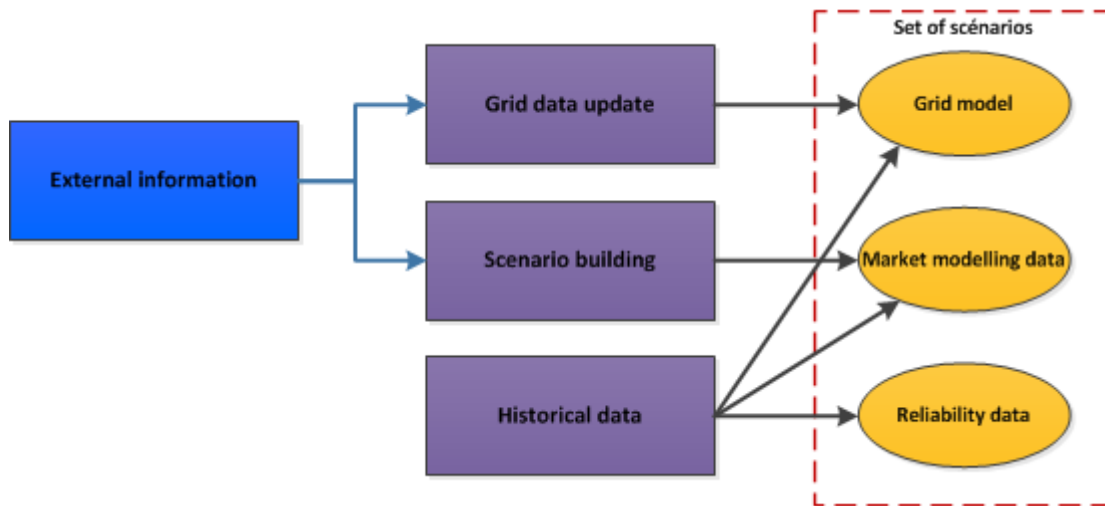 Set of scénarios
Grid data update
Grid model
External information
Scenario building
Market modelling data
Historical data
Reliability data